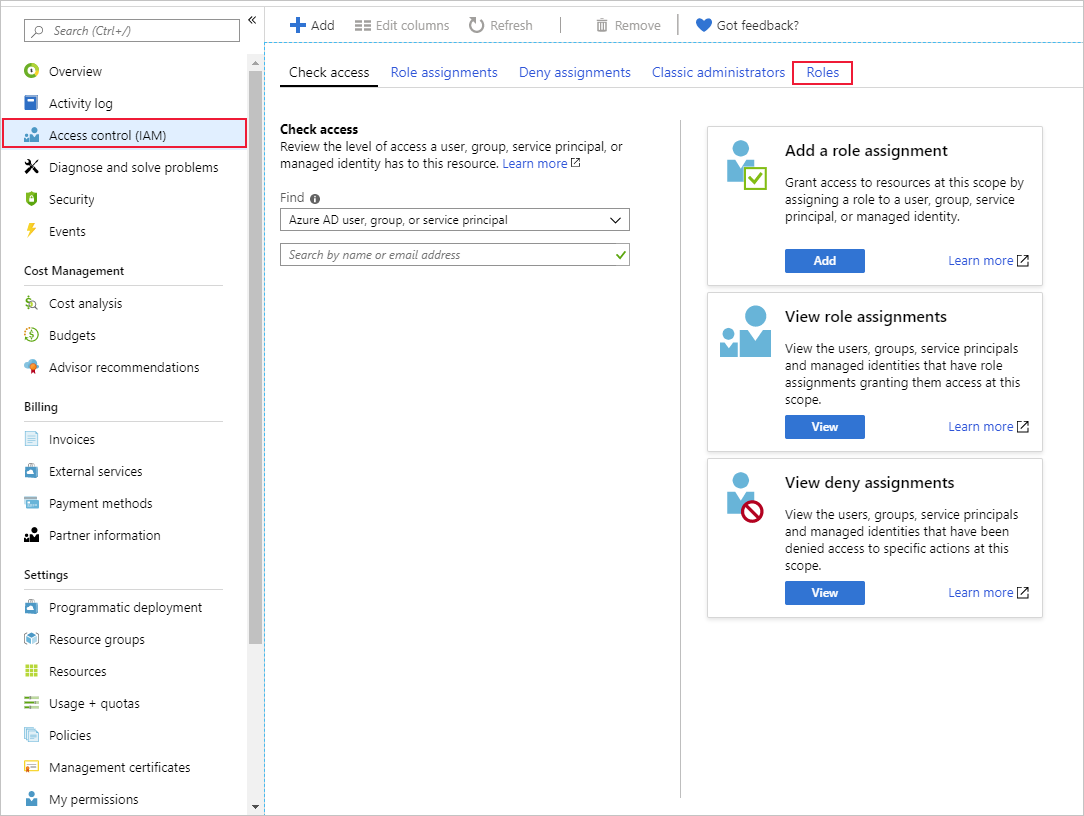 Search (Ctrl+/)
«
Overview
Activity log
Access control (IAM)
Diagnose and solve problems
Security
Events
Cost Management
Cost analysis
Budgets
Advisor recommendations
Billing
Invoices
External services
Payment methods
Partner information
Settings
Programmatic deployment
Resource groups
Resources
Usage + quotas
Policies
Management certificates
My permissions
Add Edit columns Refresh Remove Got feedback?
Check access Role assignments Deny assignments Classic administrators Roles
Check access
Review the level of access a user, group, service principal, or
managed identity has to this resource. Learn more
Find
Azure AD user, group, or service principal
Search by name or email address
Add a role assignment
Grant access to resources at this scope by
assigning a role to a user, group, service
principal, or managed identity.
Add Learn more
View role assignments
View the users, groups, service principals
and managed identities that have role
assignments granting them access at this
scope.
View Learn more
View deny assignments
View the users, groups, service principals
and managed identities that have been
denied access to specific actions at this
scope.
View Learn more